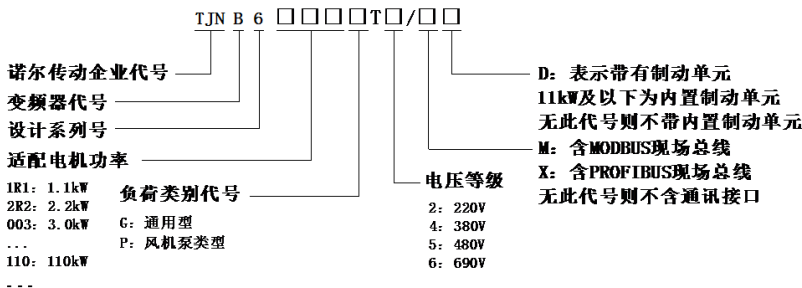 TJN B 6 □□□□T□/□□
诺尔传动企业代号
变频器代号
设计系列号
适配电机功率
1R1: 1.1kW
2R2: 2.2kW
003: 3.0kW
...
110: 110kW
---
负荷类别代号
G: 通用型
P: 风机泵类型
电压等级
2: 220V
4: 380V
5: 480V
6: 690V
D: 表示带有制动单元
11kW及以下为内置制动单元
无此代号则不带内置制动单元
M: 含MODBUS现场总线
X: 含PROFIBUS现场总线
无此代号则不含通讯接口